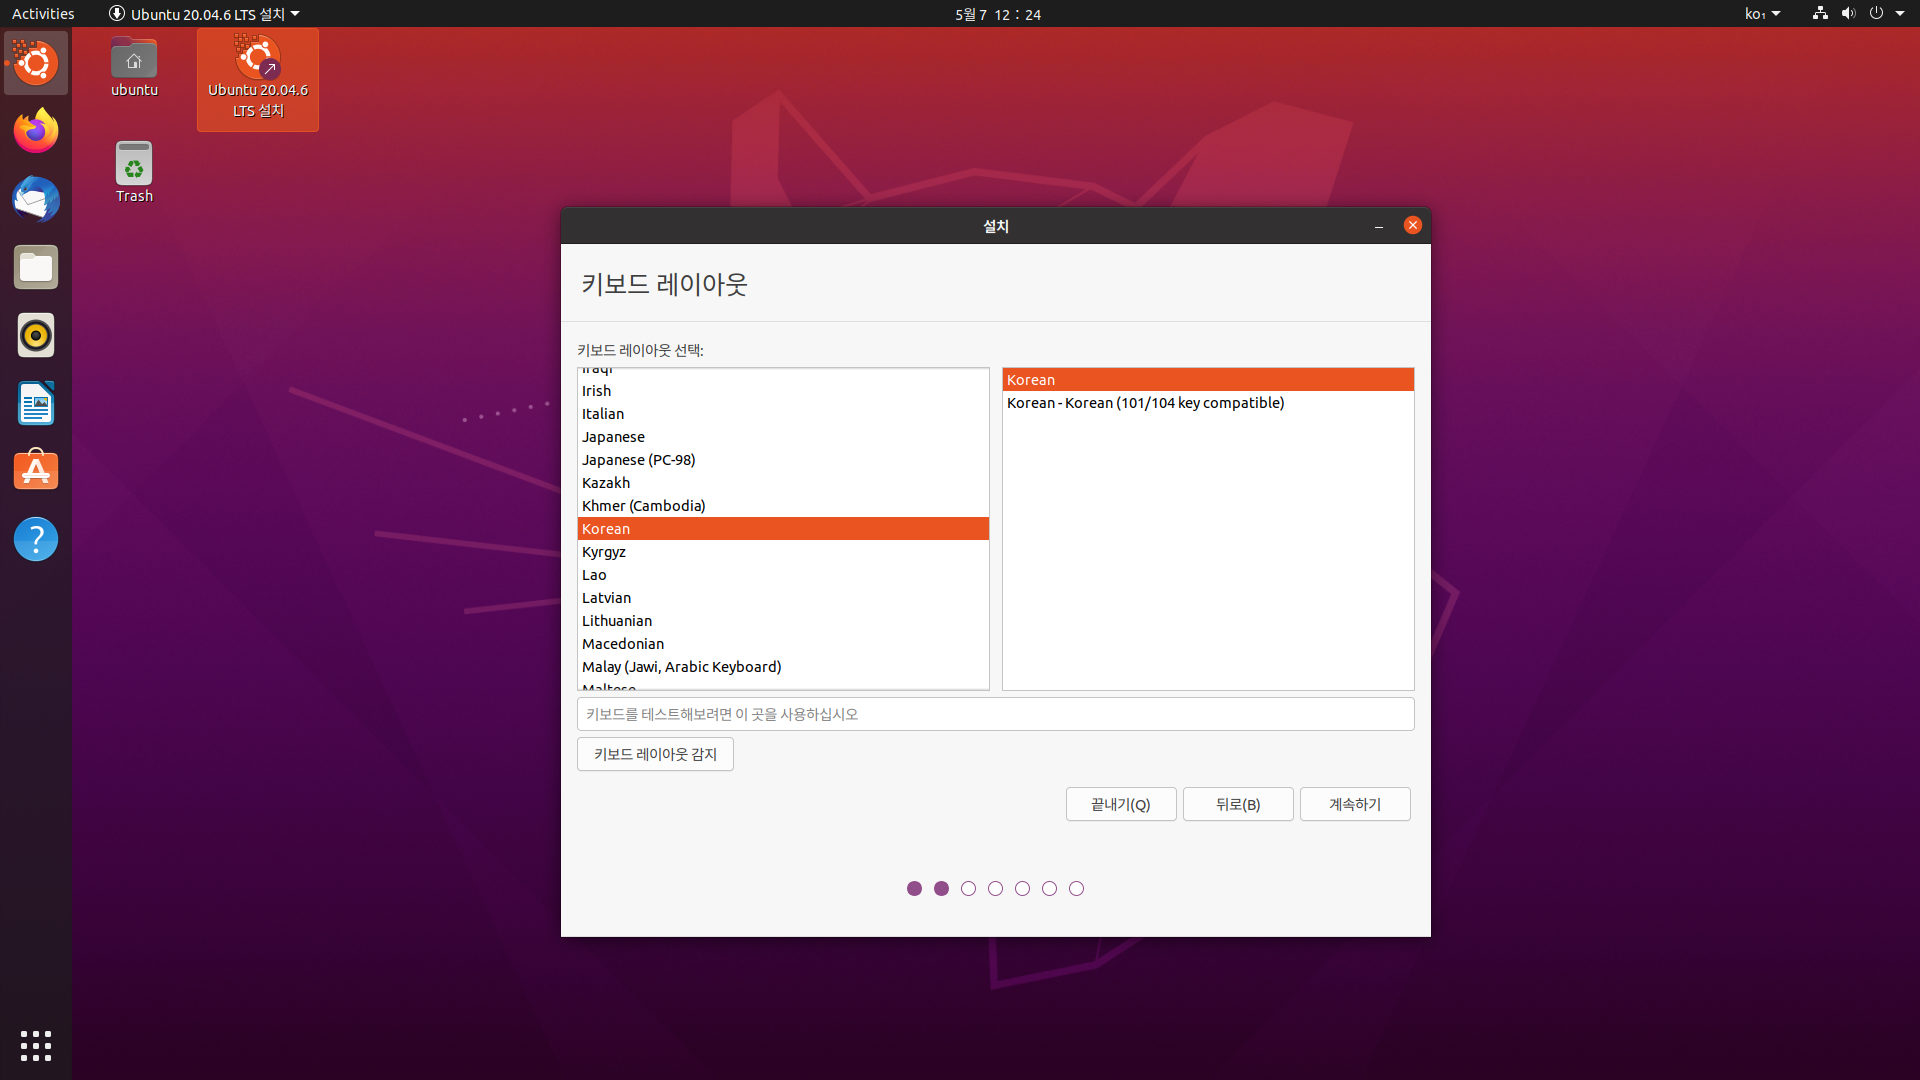 Activities
Ubuntu 20.04.6 LTS 설치
5월 7 12 : 24
ko₁
ubuntu
Ubuntu 20.04.6
LTS 설치
Trash
설치
키보드 레이아웃
키보드 레이아웃 선택:
Iraqi
Irish
Italian
Japanese
Japanese (PC-98)
Kazakh
Khmer (Cambodia)
Korean
Kyrgyz
Lao
Latvian
Lithuanian
Macedonian
Malay (Jawi, Arabic Keyboard)
Maltese
Korean
Korean - Korean (101/104 key compatible)
키보드를 테스트해보려면 이 곳을 사용하십시오
키보드 레이아웃 감지
끝내기(Q)
뒤로(B)
계속하기